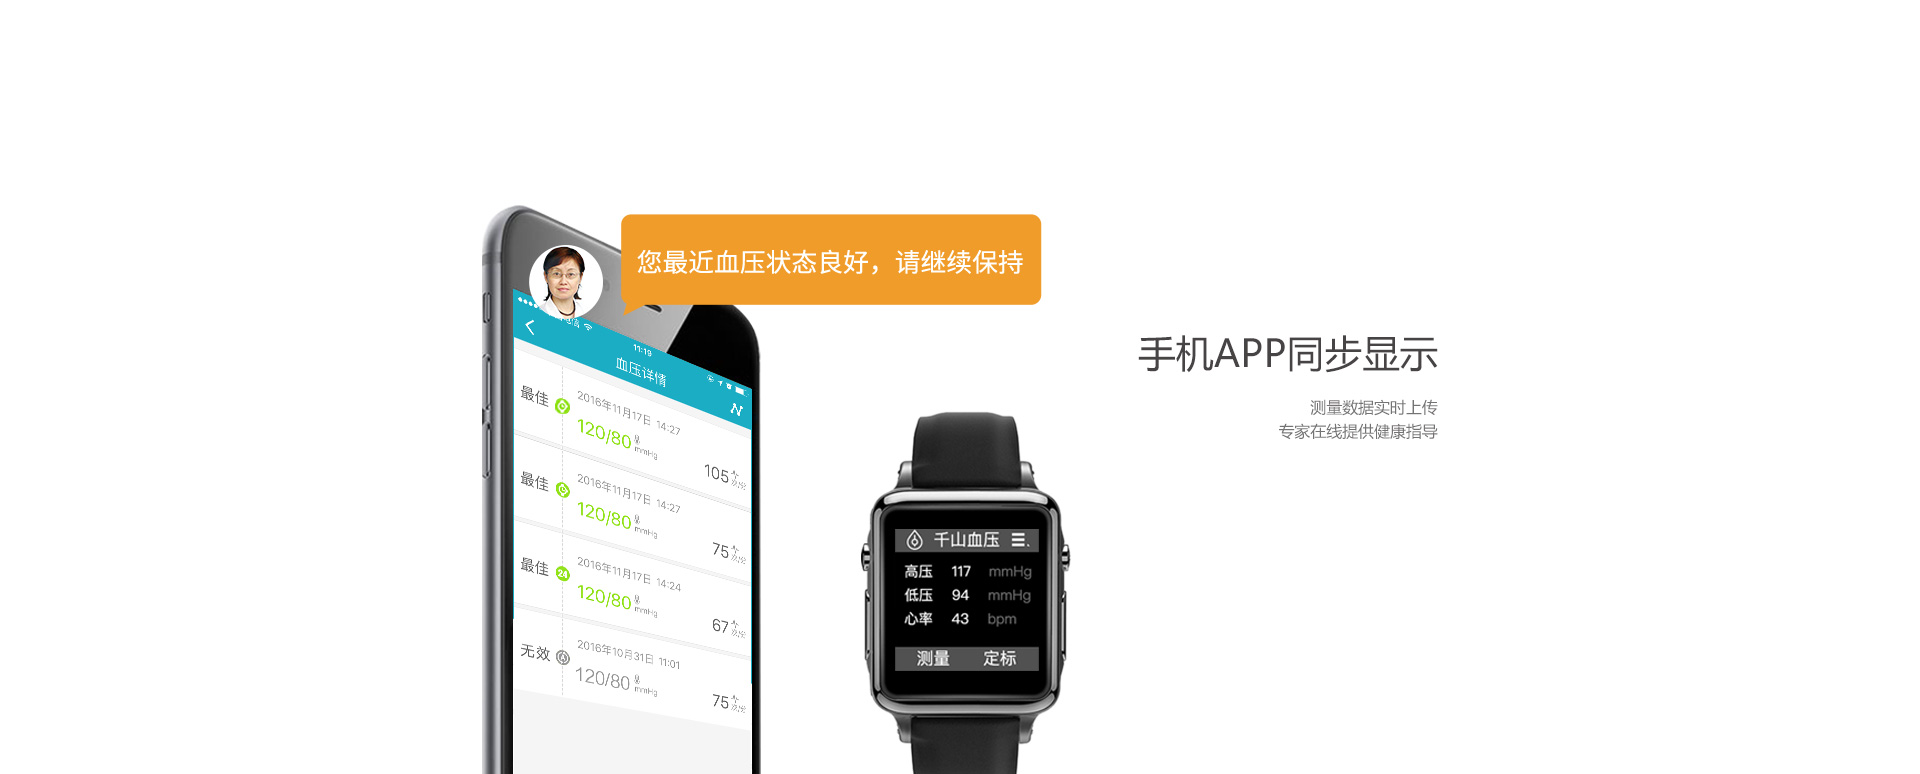 您最近血压状态良好，请继续保持
11:19
血压详情
最佳
2016年11月17日 14:27
120/80 mmHg
105
最佳
2016年11月17日 14:27
120/80 mmHg
75
最佳
24
2016年11月17日 14:24
120/80 mmHg
67
无效
2016年10月31日 11:01
120/80 mmHg
75
千山血压
高压 117 mmHg
低压 94 mmHg
心率 43 bpm
测量 定标
手机APP同步显示
测量数据实时上传
专家在线提供健康指导